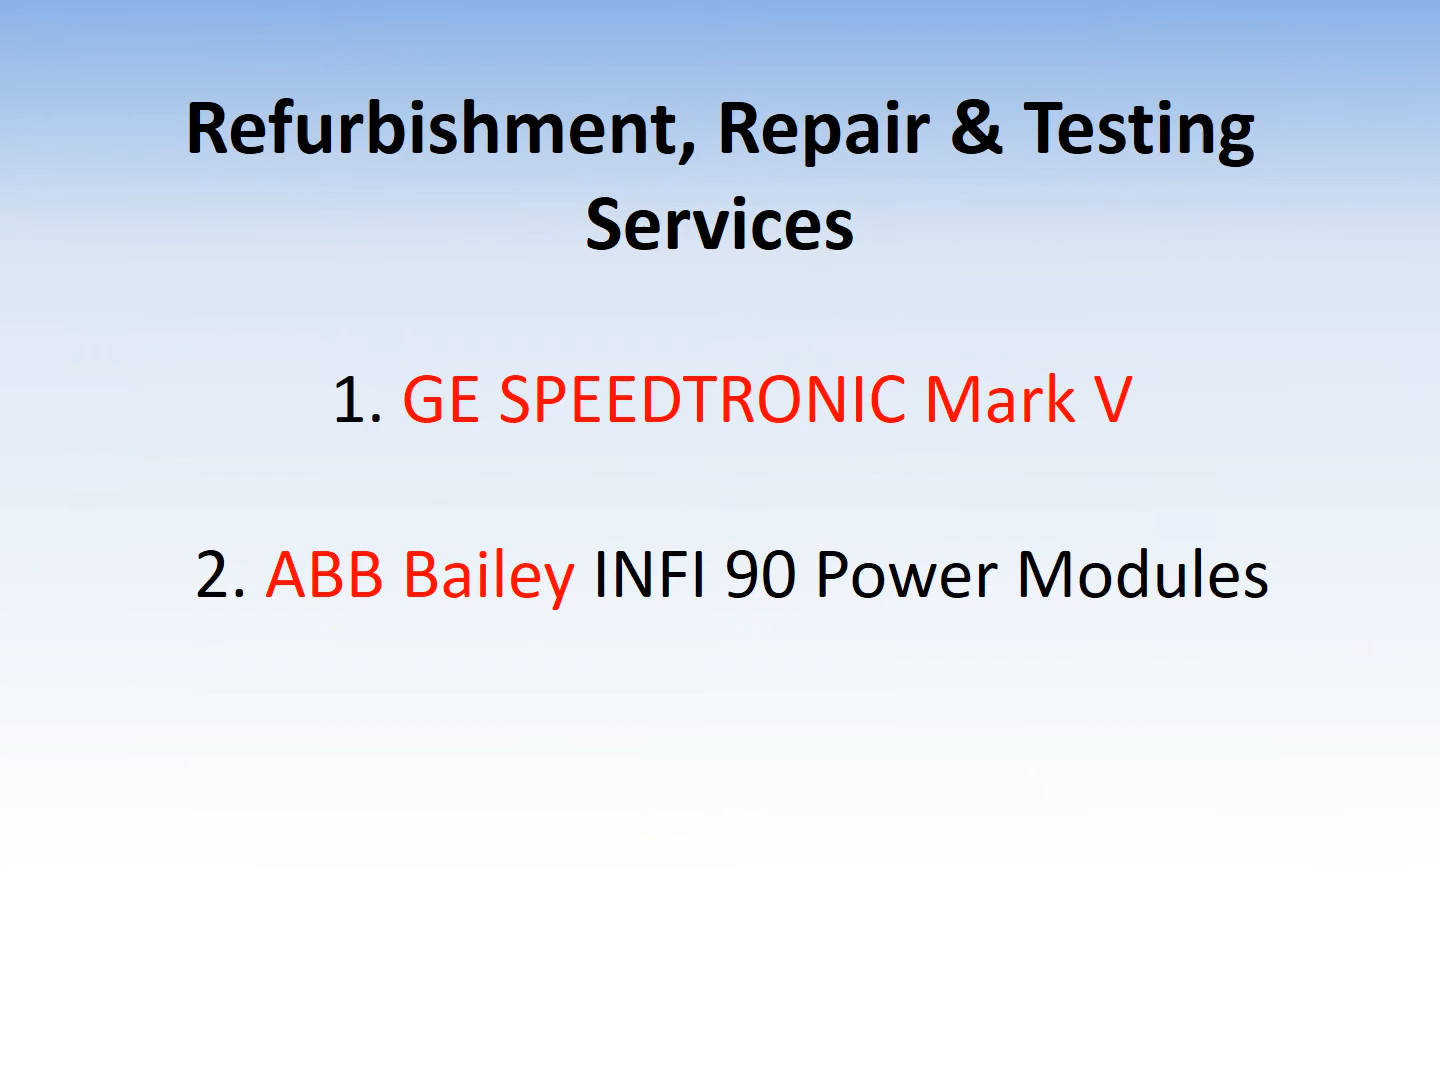 Refurbishment, Repair & Testing
Services
1. GE SPEEDTRONIC Mark V
2. ABB Bailey INFI 90 Power Modules